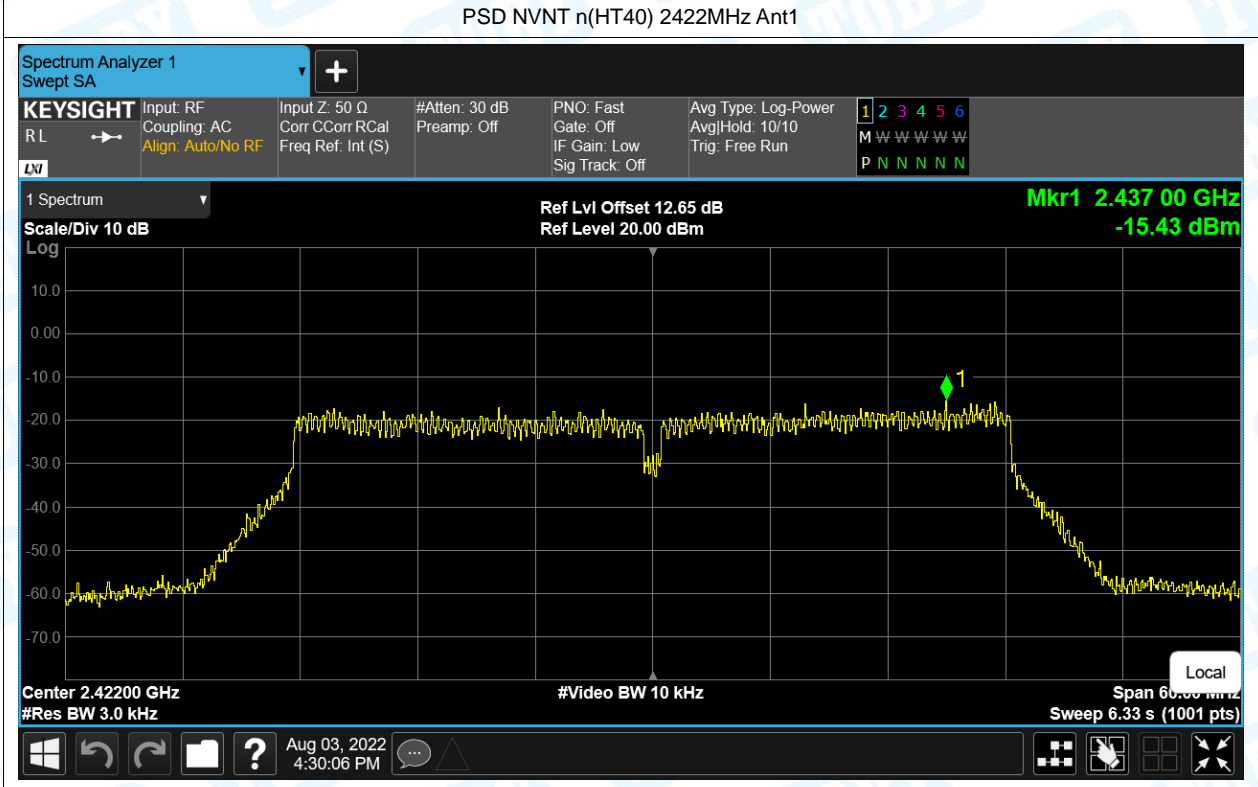 PSD NVNT n(HT40) 2422MHz Ant1
Spectrum Analyzer 1
Swept SA
KEYSIGHT
R L
LXI
Input: RF
Coupling: AC
Align: Auto/No RF
Input Z: 50 Ω
Corr CCorr RCal
Freq Ref: Int (S)
#Atten: 30 dB
Preamp: Off
PNO: Fast
Gate: Off
IF Gain: Low
Sig Track: Off
Avg Type: Log-Power
Avg|Hold: 10/10
Trig: Free Run
1 2 3 4 5 6
M W W W W W
P N N N N N
1 Spectrum
Scale/Div 10 dB
Log
Ref Lvl Offset 12.65 dB
Ref Level 20.00 dBm
Mkr1 2.437 00 GHz
-15.43 dBm
10.0
0.00
-10.0
-20.0
-30.0
-40.0
-50.0
-60.0
-70.0
1
Center 2.42200 GHz
#Res BW 3.0 kHz
#Video BW 10 kHz
Local
Span 60.00 MHz
Sweep 6.33 s (1001 pts)
Aug 03, 2022
4:30:06 PM